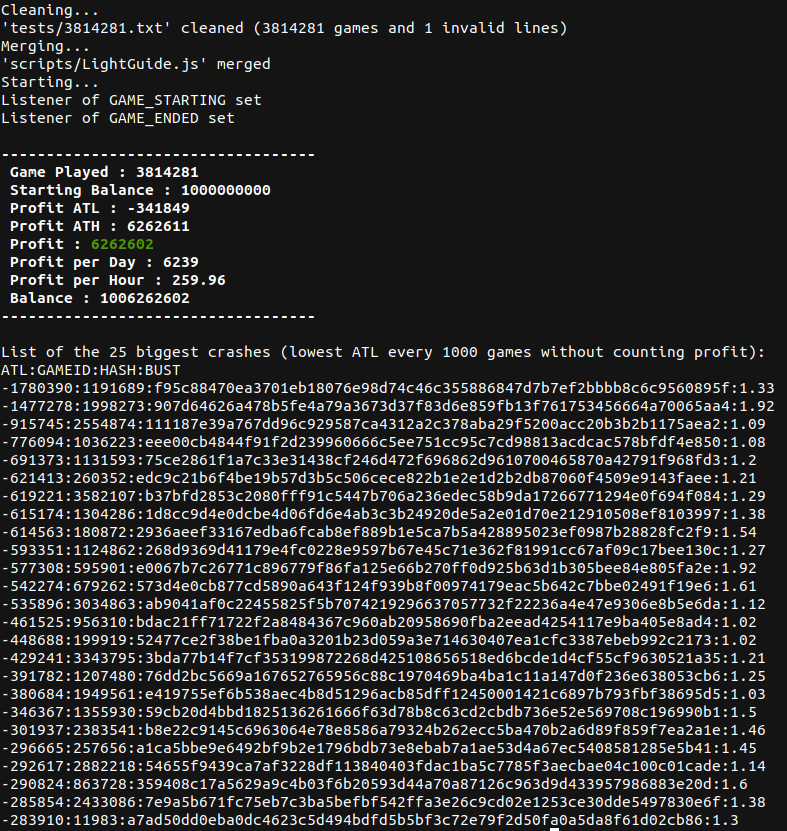 Cleaning...
'tests/3814281.txt' cleaned (3814281 games and 1 invalid lines)
Merging...
'scripts/LightGuide.js' merged
Starting...
Listener of GAME_STARTING set
Listener of GAME_ENDED set
-----------------------------------
Game Played : 3814281
Starting Balance : 1000000000
Profit ATL : -341849
Profit ATH : 6262611
Profit : 6262602
Profit per Day : 6239
Profit per Hour : 259.96
Balance : 1006262602
-----------------------------------
List of the 25 biggest crashes (lowest ATL every 1000 games without counting profit):
ATL:GAMEID:HASH:BUST
-1780390:1191689:f95c88470ea3701eb18076e98d74c46c355886847d7b7ef2bbbb8c6c9560895f:1.33
-1477278:1998273:907d64626a478b5fe4a79a3673d37f83d6e859fb13f761753456664a70065aa4:1.92
-915745:2554874:111187e39a767dd96c929587ca4312a2c378aba29f5200acc20b3b2b1175aea2:1.09
-776094:1036223:eee00cb4844f91f2d239960666c5ee751cc95c7cd98813acdcac578bfdf4e850:1.08
-691373:1131593:75ce2861f1a7c33e31438cf246d472f696862d9610700465870a42791f968fd3:1.2
-621413:260352:edc9c21b6f4be19b57d3b5c506cece822b1e2e1d2b2db87060f4509e9143faee:1.21
-619221:3582107:b37bfd2853c2080fff91c5447b706a236edec58b9da17266771294e0f694f084:1.29
-615174:1304286:1d8cc9d4e0dcbe4d06fd6e4ab3c3b24920de5a2e01d70e212910508ef8103997:1.38
-614563:180872:2936aeef33167edba6fcab8ef889b1e5ca7b5a428895023ef0987b28828fc2f9:1.54
-593351:1124862:268d9369d41179e4fc0228e9597b67e45c71e362f81991cc67af09c17bee130c:1.27
-577308:595901:e0067b7c26771c896779f86fa125e66b270ff0d925b63d1b305bee84e805fa2e:1.92
-542274:679262:573d4e0cb877cd5890a643f124f939b8f00974179eac5b642c7bbe02491f19e6:1.61
-535896:3034863:ab9041af0c22455825f5b7074219296637057732f22236a4e47e9306e8b5e6da:1.12
-461525:956310:bdac21ff71722f2a8484367c960ab20958690fba2eead4254117e9ba405e8ad4:1.02
-448688:199919:52477ce2f38be1fba0a3201b23d059a3e714630407ea1cfc3387ebeb992c2173:1.02
-429241:3343795:3bda77b14f7cf353199872268d425108656518ed6bcde1d4cf55cf9630521a35:1.21
-391782:1207480:76dd2bc5669a167652765956c88c1970469ba4ba1c11a147d0f236e638053cb6:1.25
-380684:1949561:e419755ef6b538aec4b8d51296acb85dff12450001421c6897b793fbf38695d5:1.03
-346367:1355930:59cb20d4bbd1825136261666f63d78b8c63cd2cbdb736e52e569708c196990b1:1.5
-301937:2383541:b8e22c9145c6963064e78e8586a79324b262ecc5ba470b2a6d89f859f7ea2a1e:1.46
-296665:257656:a1ca5bbe9e6492bf9b2e1796bdb73e8ebab7a1ae53d4a67ec5408581285e5b41:1.45
-292617:2882218:54655f9439ca7af3228df113840403fdac1ba5c7785f3aecbae04c100c01cade:1.14
-290824:863728:359408c17a5629a9c4b03f6b20593d44a70a87126c963d9d433957986883e20d:1.6
-285854:2433086:7e9a5b671fc75eb7c3ba5befbf542ffa3e26c9cd02e1253ce30dde5497830e6f:1.38
-283910:11983:a7ad50dd0eba0dc4623c5d494bdfd5b5bf3c72e79f2d50fa0a5da8f61d02cb86:1.3